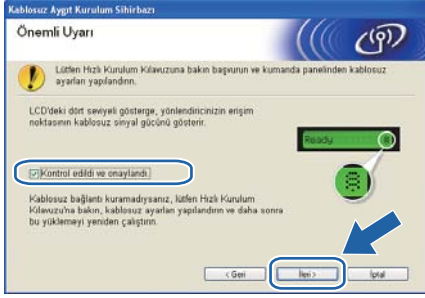 Kablosuz Aygıt Kurulum Sihirbazı
Önemli Uyarı
Lütfen Hızlı Kurulum Kılavuzuna bakın başvurun ve kumanda panelinden kablosuz
ayarları yapılandırın.
LCD'deki dört seviyeli gösterge, yönlendiricinizin erişim
noktasının kablosuz sinyal gücünü gösterir.
Ready
Kontrol edildi ve onaylandı.
Kablosuz bağlantı kuramadıysanız, lütfen Hızlı Kurulum
Kılavuzu'na bakın, kablosuz ayarları yapılandırın ve daha sonra
bu yüklemeyi yeniden çalıştırın.
< Geri
İleri >
İptal